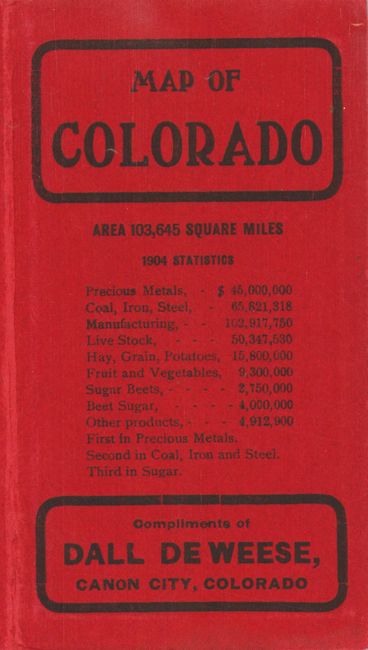 MAP OF
COLORADO
AREA 103,645 SQUARE MILES
1904 STATISTICS
Precious Metals, - $ 45,000,000
Coal, Iron, Steel, - 65,821,318
Manufacturing, - - 102,917,750
Live Stock, - - 50,347,530
Hay, Grain, Potatoes, 15,800,000
Fruit and Vegetables, 9,300,000
Sugar Beets, - - - - 2,750,000
Beet Sugar, - - - - 4,000,000
Other products, - - - 4,912,900
First in Precious Metals.
Second in Coal, Iron and Steel.
Third in Sugar.
Compliments of
DALL DE WEESE,
CANON CITY, COLORADO